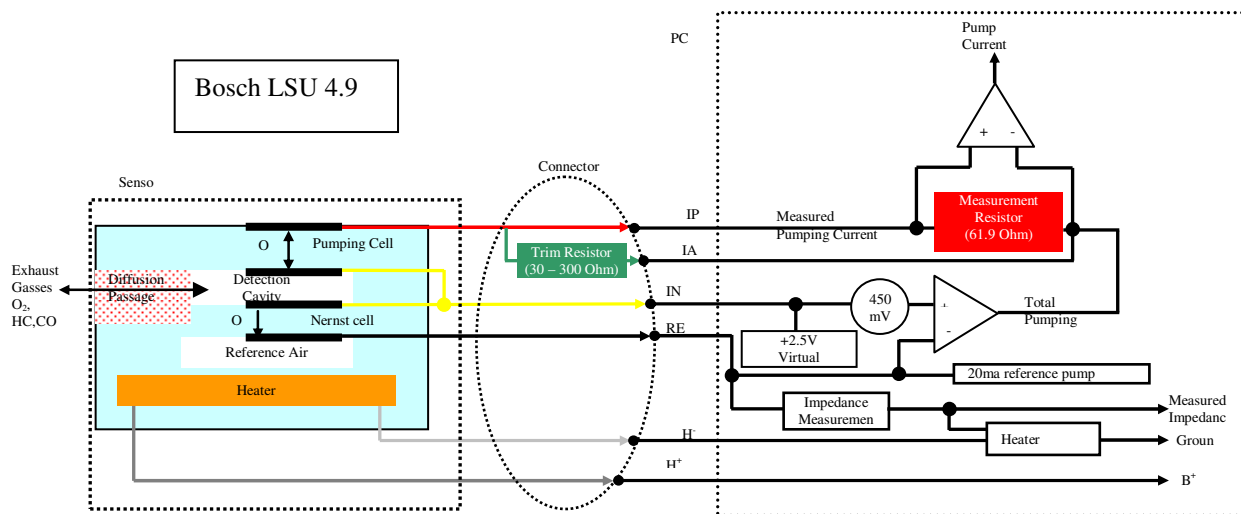 Bosch LSU 4.9
PC
Pump
Current
+ -
Connector
Senso
IP
Measured
Pumping Current
Measurement
Resistor
(61.9 Ohm)
O
Pumping Cell
Trim Resistor
(30 – 300 Ohm)
IA
Exhaust
Gasses
O2,
HC,CO
Diffusion
Passage
Detection
Cavity
IN
450
mV
+
-
Total
Pumping
O
Nernst cell
RE
+2.5V
Virtual
Reference Air
20ma reference pump
Heater
Impedance
Measuremen
Measured
Impedanc
H-
Heater
Groun
H+
B+